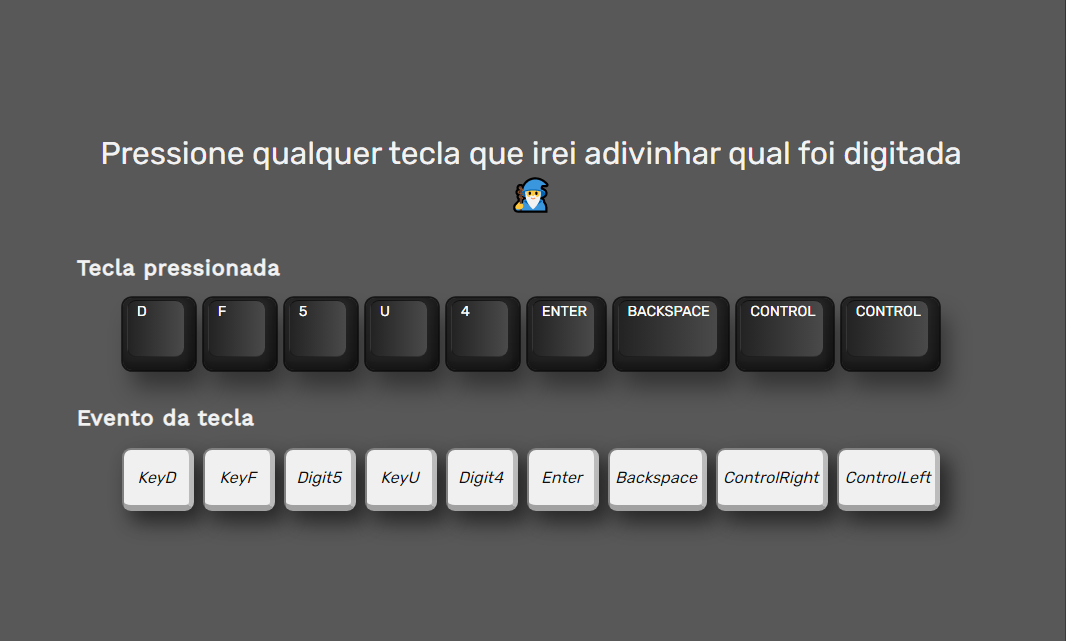 Pressione qualquer tecla que irei adivinhar qual foi digitada
Tecla pressionada
D F 5 U 4 ENTER BACKSPACE CONTROL CONTROL
Evento da tecla
KeyD KeyF Digit5 KeyU Digit4 Enter Backspace ControlRight ControlLeft